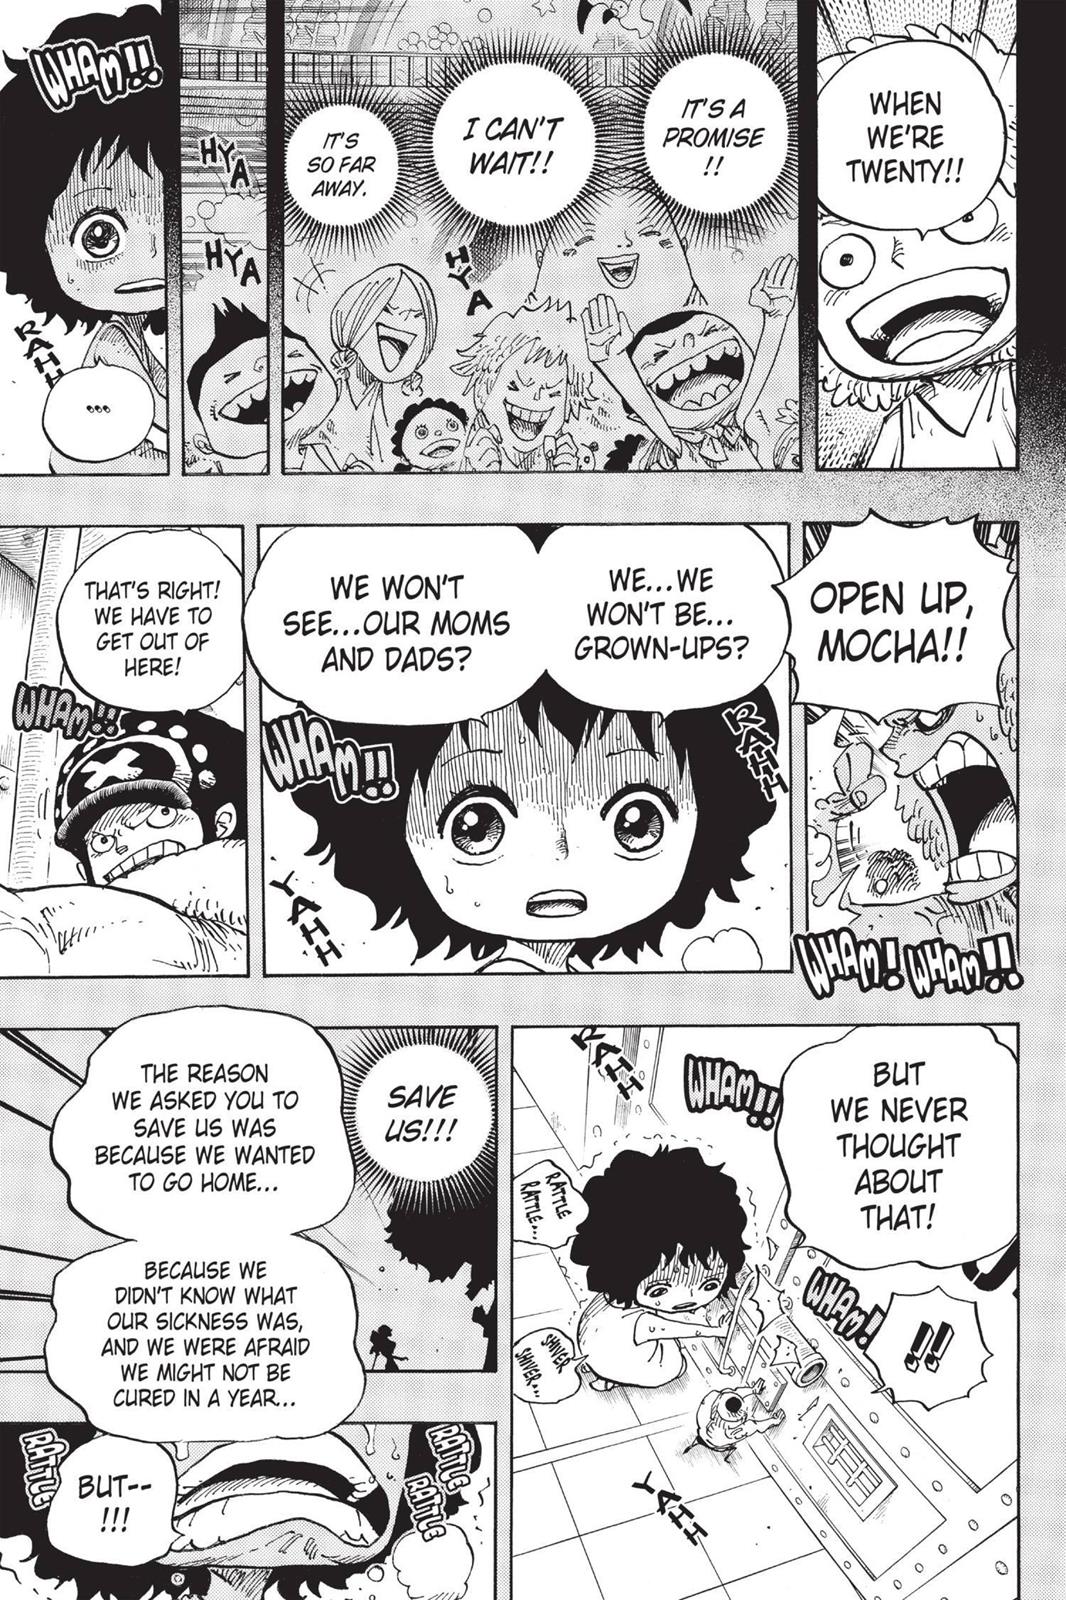 WHEN
WE'RE
TWENTY!!
IT'S A
PROMISE
!!
I CAN'T
WAIT!!
IT'S
SO FAR
AWAY.
HYA
HYA
HYA
WHAM!!
RAHH
....
OPEN UP,
MOCHA!!
WHAM! WHAM!!
WE...WE
WON'T BE...
GROWN-UPS?
WE WON'T
SEE...OUR MOMS
AND DADS?
RAHH
WHAM!!
YAHH
THAT'S RIGHT!
WE HAVE TO
GET OUT OF
HERE!
WHAM!!
BUT
WE NEVER
THOUGHT
ABOUT
THAT!
RAHH
WHAM!!
RATTLE
RATTLE...
WHAM!
!!
SHIVER
SHIVER...
YAHH
SAVE
US!!!
THE REASON
WE ASKED YOU TO
SAVE US WAS
BECAUSE WE WANTED
TO GO HOME...
BECAUSE WE
DIDN'T KNOW WHAT
OUR SICKNESS WAS,
AND WE WERE AFRAID
WE MIGHT NOT BE
CURED IN A YEAR...
RATTLE
RATTLE
RATTLE
RATTLE
BUT--
!!!